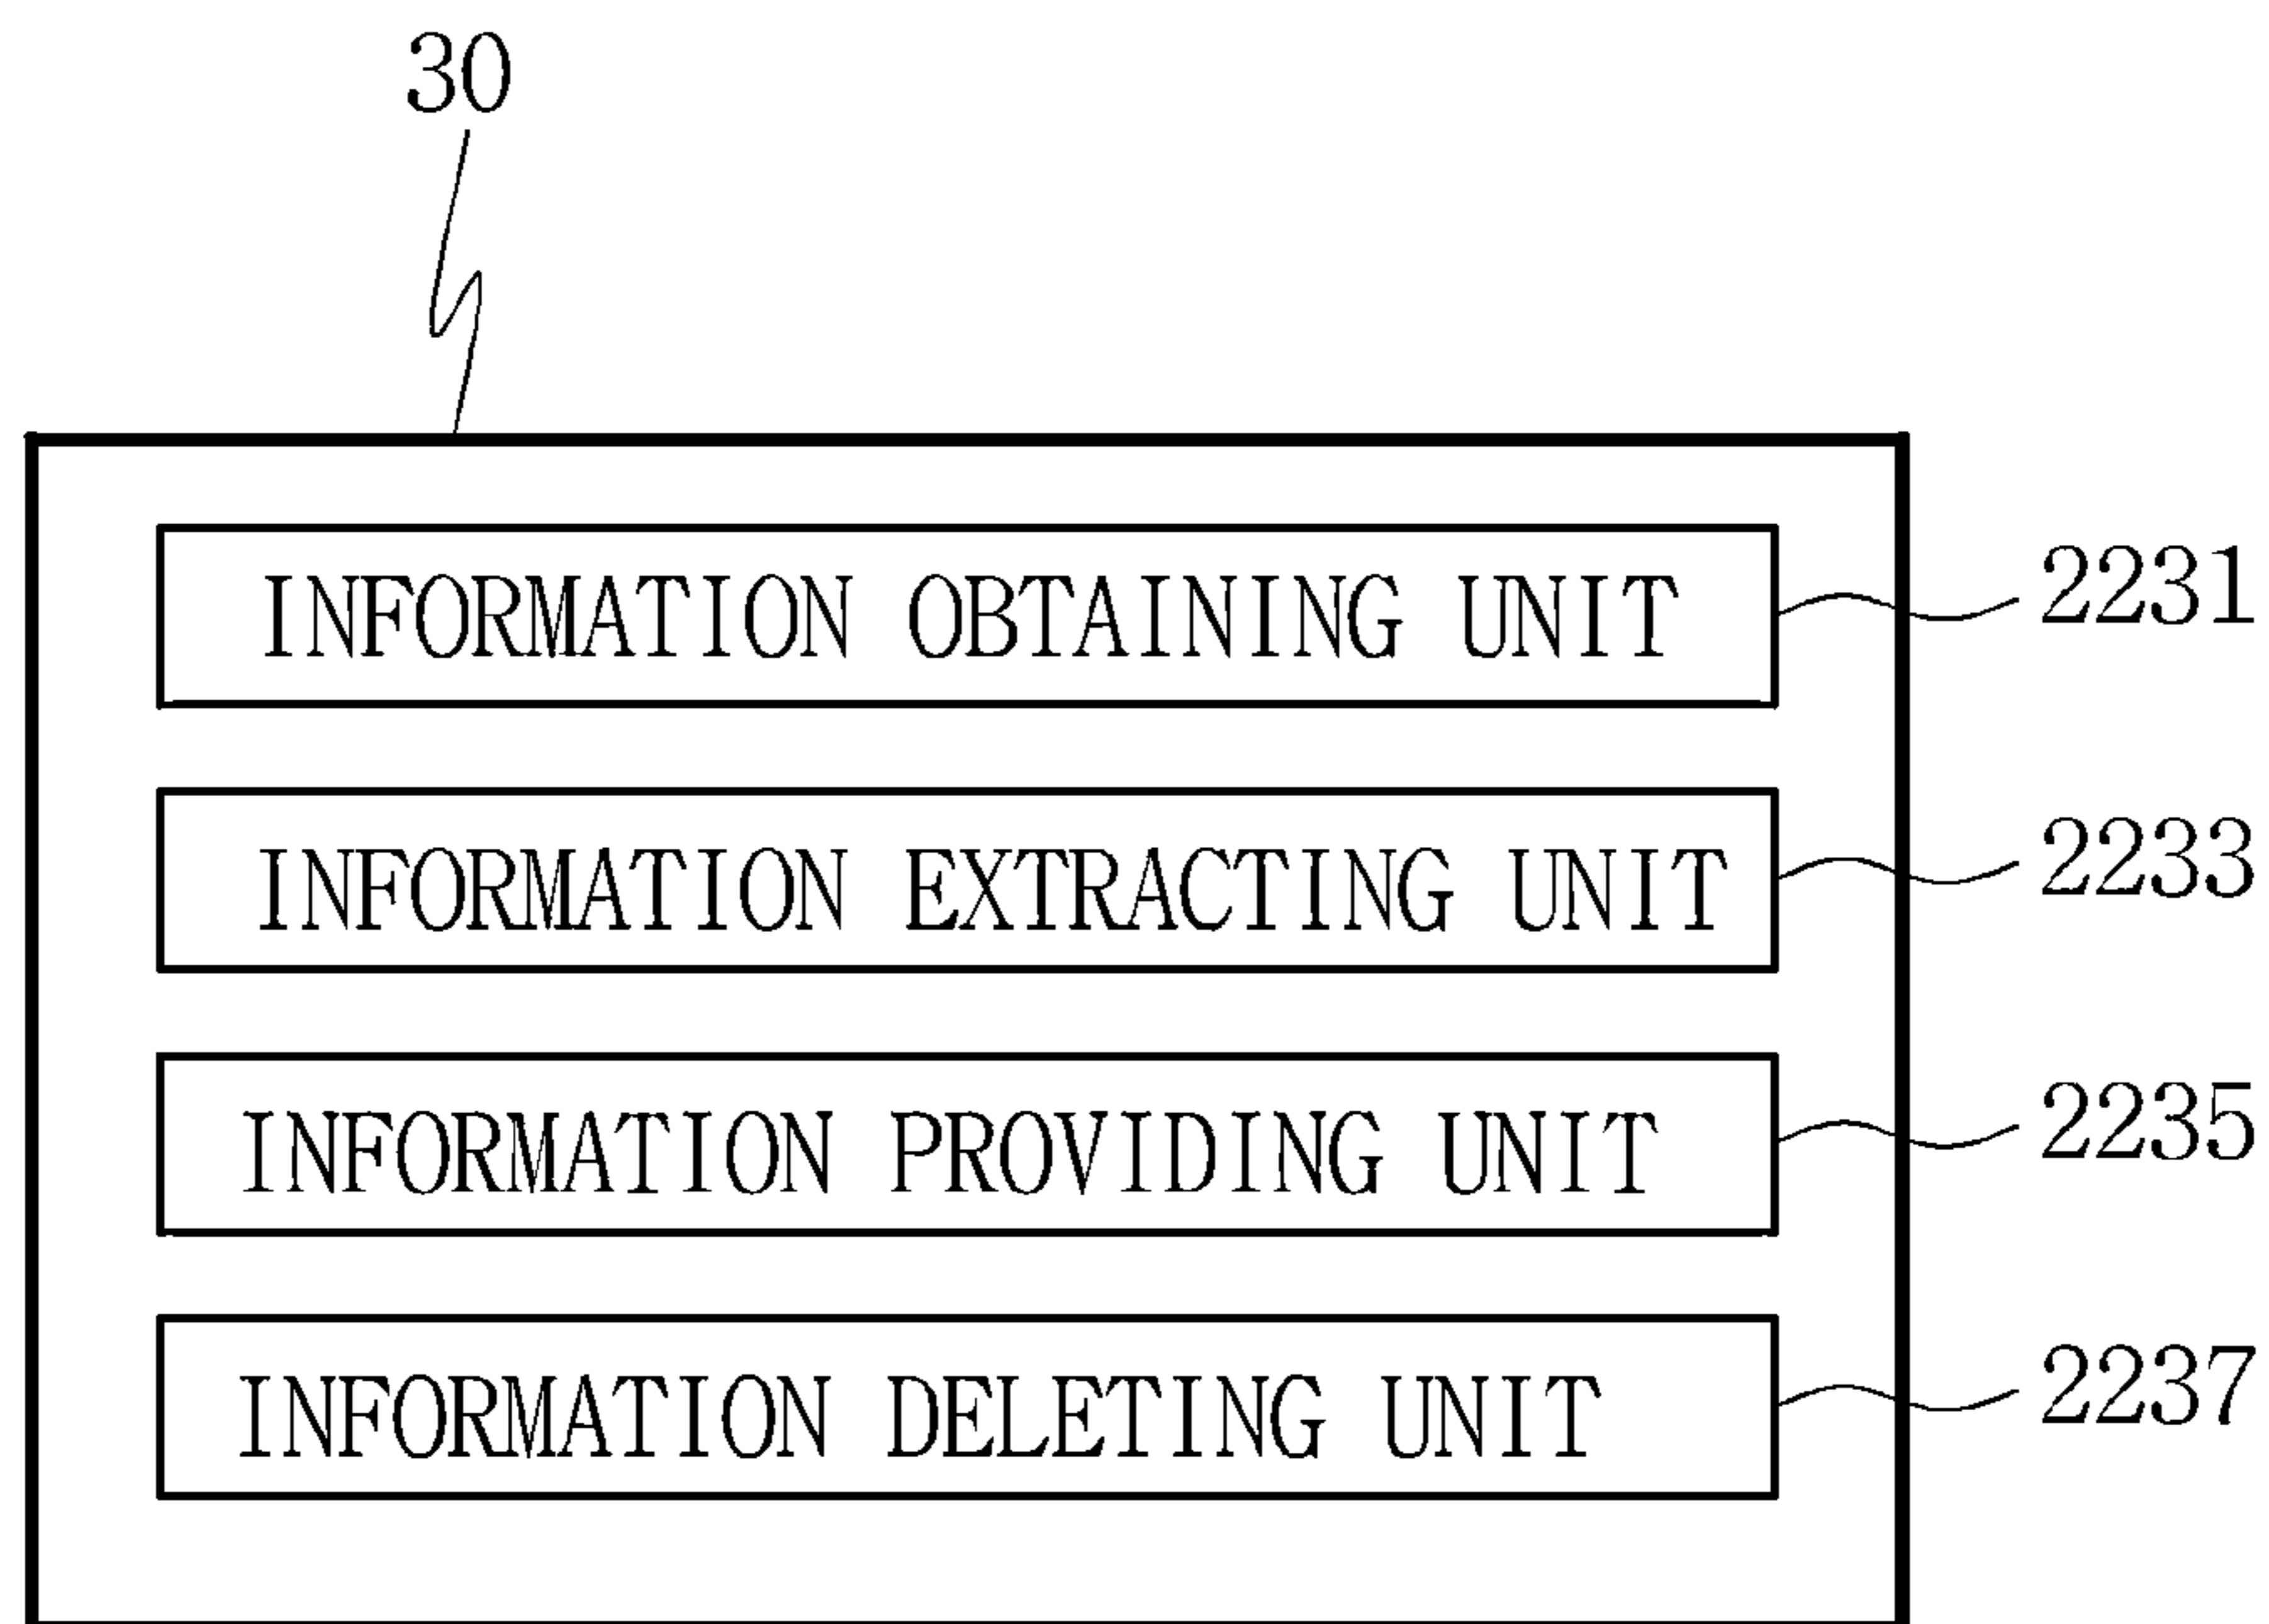 30
INFORMATION OBTAINING UNIT 2231
INFORMATION EXTRACTING UNIT 2233
INFORMATION PROVIDING UNIT 2235
INFORMATION DELETING UNIT 2237